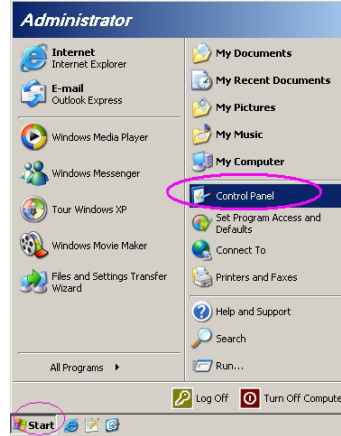 Administrator
Internet
Internet Explorer
E-mail
Outlook Express
Windows Media Player
Windows Messenger
Tour Windows XP
Windows Movie Maker
Files and Settings Transfer
Wizard
All Programs
My Documents
My Recent Documents
My Pictures
My Music
My Computer
Control Panel
Set Program Access and
Defaults
Connect To
Printers and Faxes
Help and Support
Search
Run...
Log Off
Turn Off Compute
Start